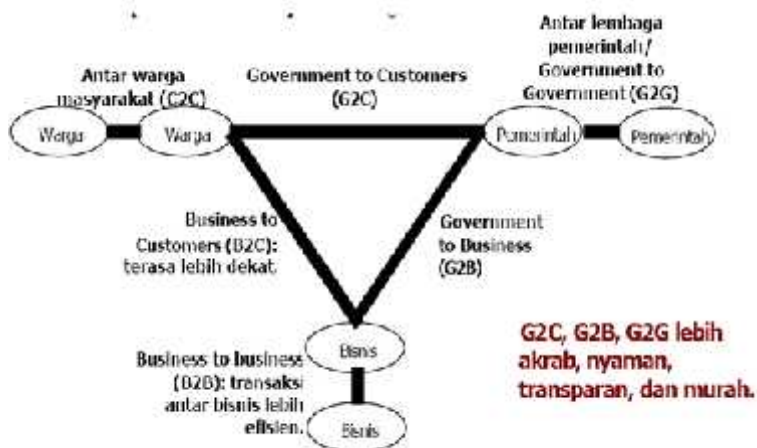 Antar warga
masyarakat (C2C)
Government to Customers
(G2C)
Antar lembaga
pemerintah/
Government to
Government (G2G)
Warga
Warga
Pemerintah
Pemerintah
Business to
Customers (B2C):
terasa lebih dekat
Government
to Business
(G2B)
Bisnis
Business to business
(B2B): transaksi
antar bisnis lebih
efisien.
Bisnis
G2C, G2B, G2G lebih
akrab, nyaman,
transparan, dan murah.